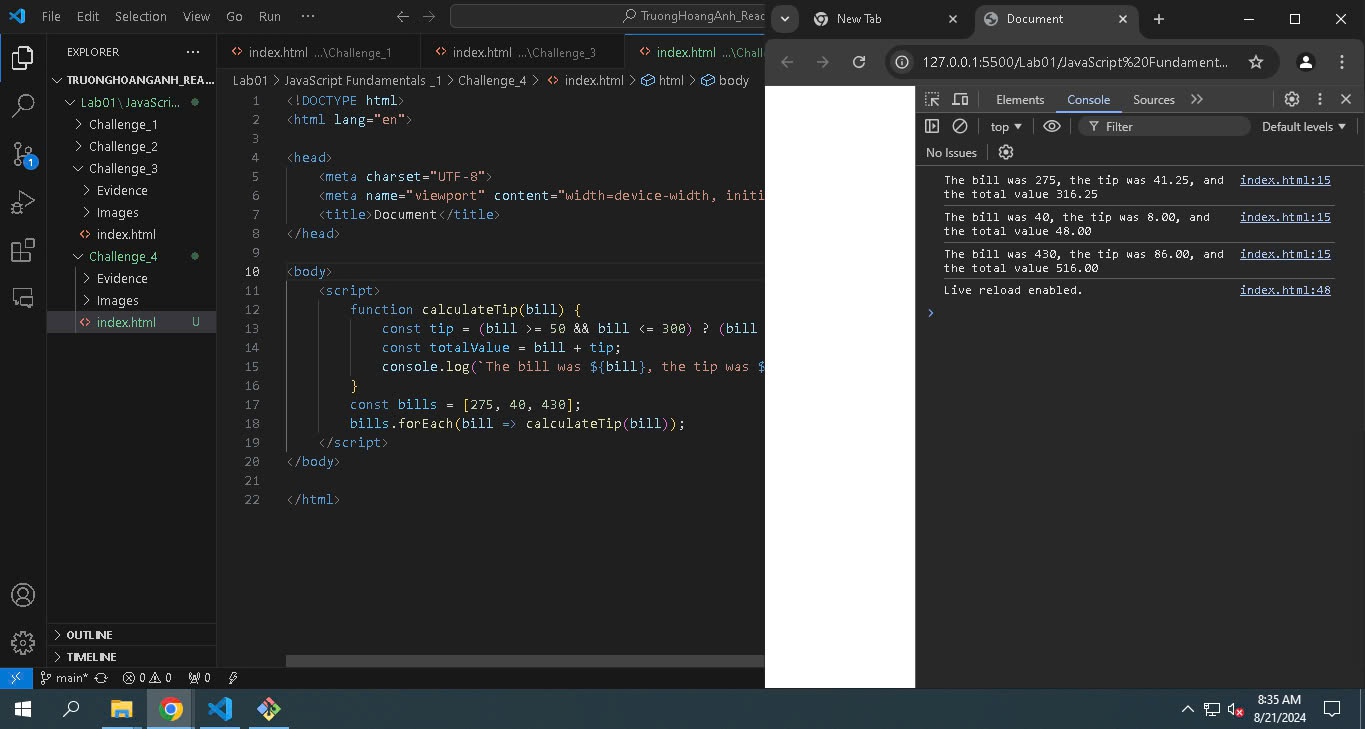 File Edit Selection View Go Run ···
TruongHoangAnh_Reac
New Tab
Document
127.0.0.1:5500/Lab01/JavaScript%20Fundament...
EXPLORER ···
TRUONGHOANGANH_REA...
Lab01 \ JavaScri...
Challenge_1
Challenge_2
Challenge_3
Evidence
Images
index.html
Challenge_4
Evidence
Images
index.html U
OUTLINE
TIMELINE
index.html ...\Challenge_1
index.html ...\Challenge_3
index.html ...\Chall
Lab01 > JavaScript Fundamentals _1 > Challenge_4 > index.html > html > body
1 <!DOCTYPE html>
2 <html lang="en">
3
4 <head>
5 <meta charset="UTF-8">
6 <meta name="viewport" content="width=device-width, initi
7 <title>Document</title>
8 </head>
9
10 <body>
11 <script>
12 function calculateTip(bill) {
13 const tip = (bill >= 50 && bill <= 300) ? (bill
14 const totalValue = bill + tip;
15 console.log(`The bill was ${bill}, the tip was $
16 }
17 const bills = [275, 40, 430];
18 bills.forEach(bill => calculateTip(bill));
19 </script>
20 </body>
21
22 </html>
Elements Console Sources
top Filter Default levels
No Issues
The bill was 275, the tip was 41.25, and index.html:15
the total value 316.25
The bill was 40, the tip was 8.00, and index.html:15
the total value 48.00
The bill was 430, the tip was 86.00, and index.html:15
the total value 516.00
Live reload enabled. index.html:48
1
main* 0 0 0
8:35 AM
8/21/2024